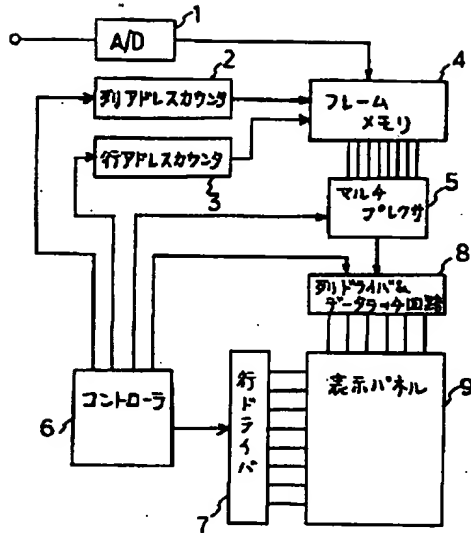 1
A/D
2
列アドレスカウンタ
行アドレスカウンタ
3
4
フレーム
メモリ
マルチ
プレクサ
5
8
列ドライバ&
データラッチ回路
コントローラ
6
行ドライバ
7
表示パネル
9